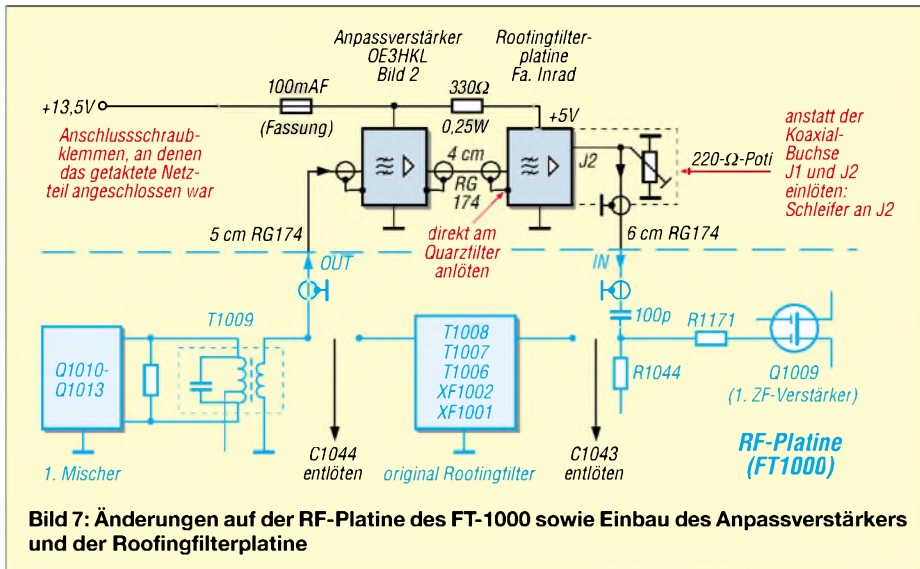 Anpassverstärker
OE3HKL
Bild 2
Roofingfilter-
platine
Fa. Inrad
100mAF
(Fassung)
330Ω
0,25W
+13,5V
+5V
Anschlussschraub-
klemmen, an denen
das getaktete Netz-
teil angeschlossen war
4 cm
RG
174
J2
220-Ω-Poti
anstatt der
Koaxial-
Buchse
J1 und J2
einlöten:
Schleifer an J2
5 cm RG174
direkt am
Quarzfilter
anlöten
6 cm RG174
OUT
IN
T1009
100p
R1171
Q1010-
Q1013
T1008
T1007
T1006
XF1002
XF1001
R1044
Q1009
(1. ZF-Verstärker)
1. Mischer
C1044
entlöten
original Roofingfilter
C1043
entlöten
RF-Platine
(FT1000)
Bild 7: Änderungen auf der RF-Platine des FT-1000 sowie Einbau des Anpassverstärkers
und der Roofingfilterplatine